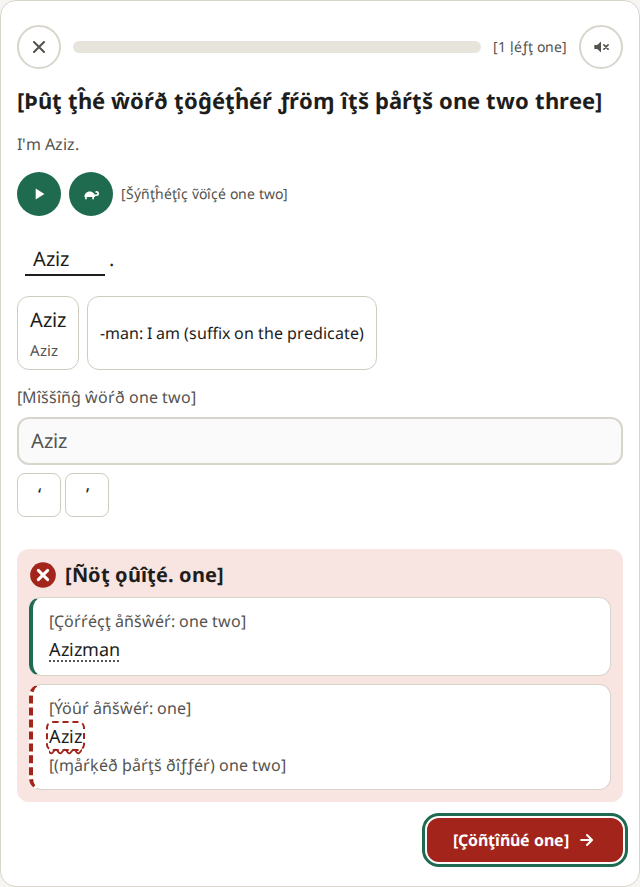 [1 ļéƒţ one]
[Þûţ ţĥé ŵöŕð ţöĝéţĥéŕ ƒŕöɱ îţš þåŕţš one two three]
I'm Aziz.
[Šýñţĥéţîç ṽöîçé one two]
Aziz .
Aziz
Aziz
-man: I am (suffix on the predicate)
[Ṁîššîñĝ ŵöŕð one two]
Aziz
ʻ ʼ
[Ñöţ ǫûîţé. one]
[Çöŕŕéçţ åñšŵéŕ: one two]
Azizman
[Ýöûŕ åñšŵéŕ: one]
Aziz
[(ɱåŕķéð þåŕţš ðîƒƒéŕ) one two]
[Çöñţîñûé one]